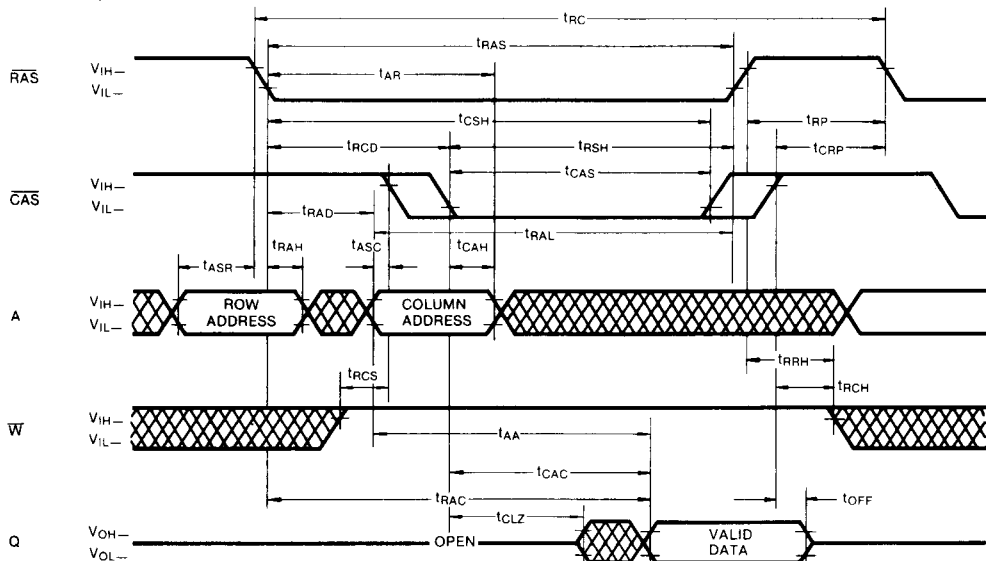 tRC
tRAS
RAS
VIH
VIL
tAR
tCSH
tRP
tRCD
tRSH
tCRP
CAS
VIH
VIL
tCAS
tRAD
tRAL
tRAH
tASC
tCAH
tASR
A
VIH
VIL
ROW
ADDRESS
COLUMN
ADDRESS
tRRH
tRCS
tRCH
W
VIH
VIL
tAA
tCAC
tRAC
tOFF
tCLZ
Q
VOH
VOL
OPEN
VALID
DATA